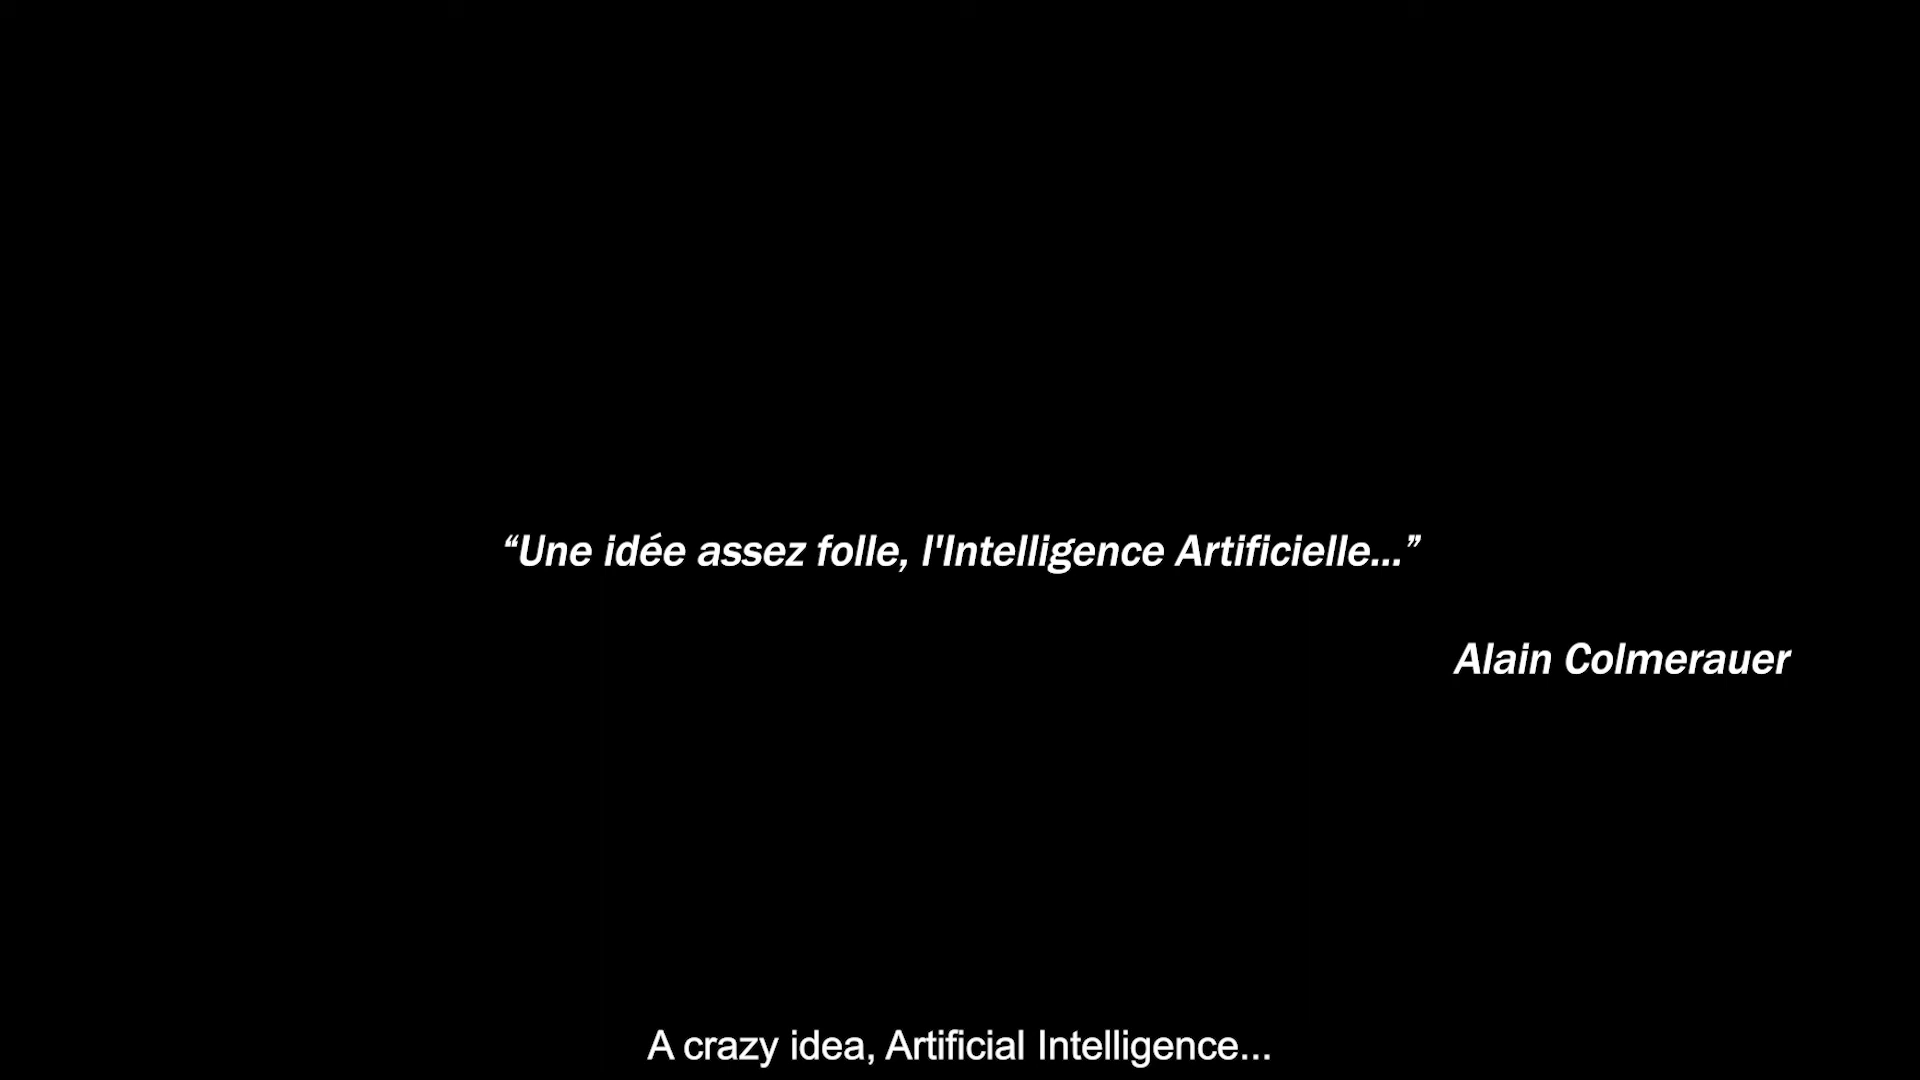 “Une idée assez folle, l'Intelligence Artificielle...”
Alain Colmerauer
A crazy idea, Artificial Intelligence...